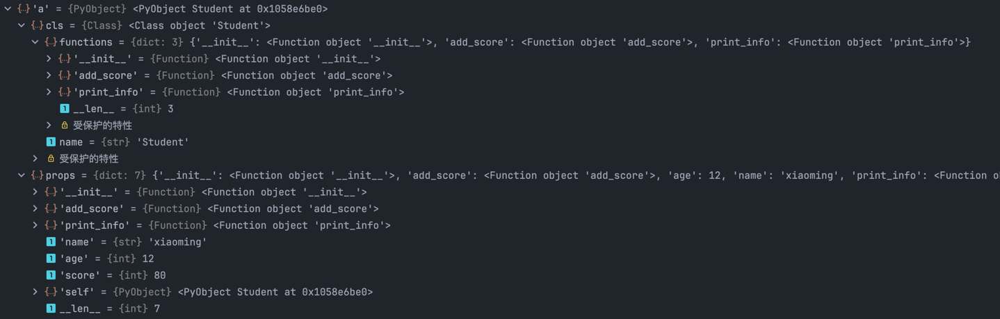 'a' = {PyObject} <PyObject Student at 0x1058e6be0>
cls = {Class} <Class object 'Student'>
functions = {dict: 3} {'__init__': <Function object '__init__'>, 'add_score': <Function object 'add_score'>, 'print_info': <Function object 'print_info'>}
'__init__' = {Function} <Function object '__init__'>
'add_score' = {Function} <Function object 'add_score'>
'print_info' = {Function} <Function object 'print_info'>
__len__ = {int} 3
受保护的特性
name = {str} 'Student'
受保护的特性
props = {dict: 7} {'__init__': <Function object '__init__'>, 'add_score': <Function object 'add_score'>, 'age': 12, 'name': 'xiaoming', 'print_info': <Function o
'__init__' = {Function} <Function object '__init__'>
'add_score' = {Function} <Function object 'add_score'>
'print_info' = {Function} <Function object 'print_info'>
'name' = {str} 'xiaoming'
'age' = {int} 12
'score' = {int} 80
'self' = {PyObject} <PyObject Student at 0x1058e6be0>
__len__ = {int} 7